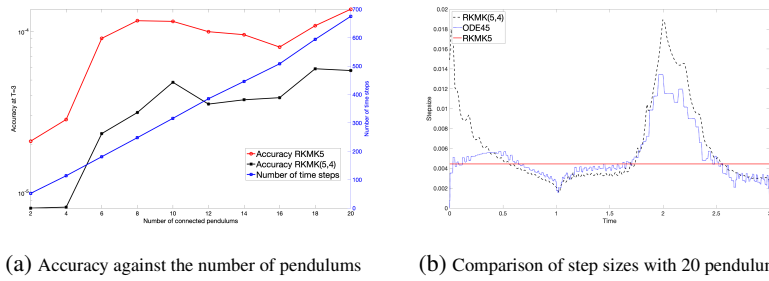 10⁻⁴
10⁻⁵
Accuracy at T=3
700
600
500
400
300
200
100
0
Number of time steps
Accuracy RKMK5
Accuracy RKMK(5,4)
Number of time steps
2 4 6 8 10 12 14 16 18 20
Number of connected pendulums
0.02
0.018
0.016
0.014
0.012
0.01
0.008
0.006
0.004
0.002
0
Stepsize
RKMK(5,4)
ODE45
RKMK5
0 0.5 1 1.5 2 2.5 3
Time
(a) Accuracy against the number of pendulums
(b) Comparison of step sizes with 20 pendulum